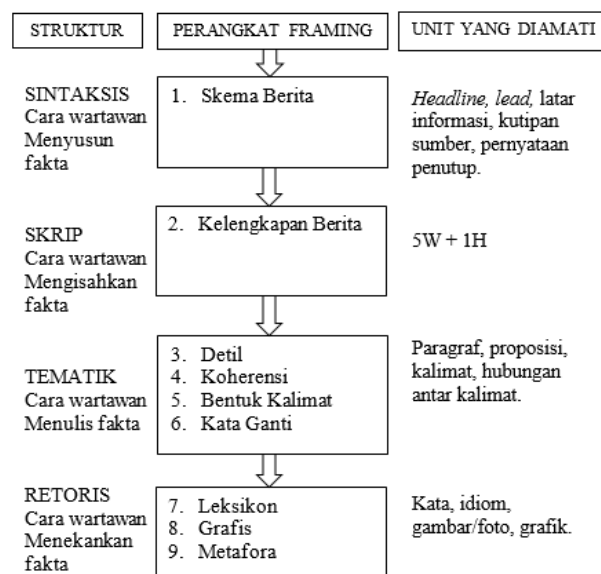 STRUKTUR
PERANGKAT FRAMING
UNIT YANG DIAMATI
SINTAKSIS
Cara wartawan
Menyusun
fakta
1. Skema Berita
Headline, lead, latar
informasi, kutipan
sumber, pernyataan
penutup.
SKRIP
Cara wartawan
Mengisahkan
fakta
2. Kelengkapan Berita
5W + 1H
TEMATIK
Cara wartawan
Menulis fakta
3. Detil
4. Koherensi
5. Bentuk Kalimat
6. Kata Ganti
Paragraf, proposisi,
kalimat, hubungan
antar kalimat.
RETORIS
Cara wartawan
Menekankan
fakta
7. Leksikon
8. Grafis
9. Metafora
Kata, idiom,
gambar/foto, grafik.